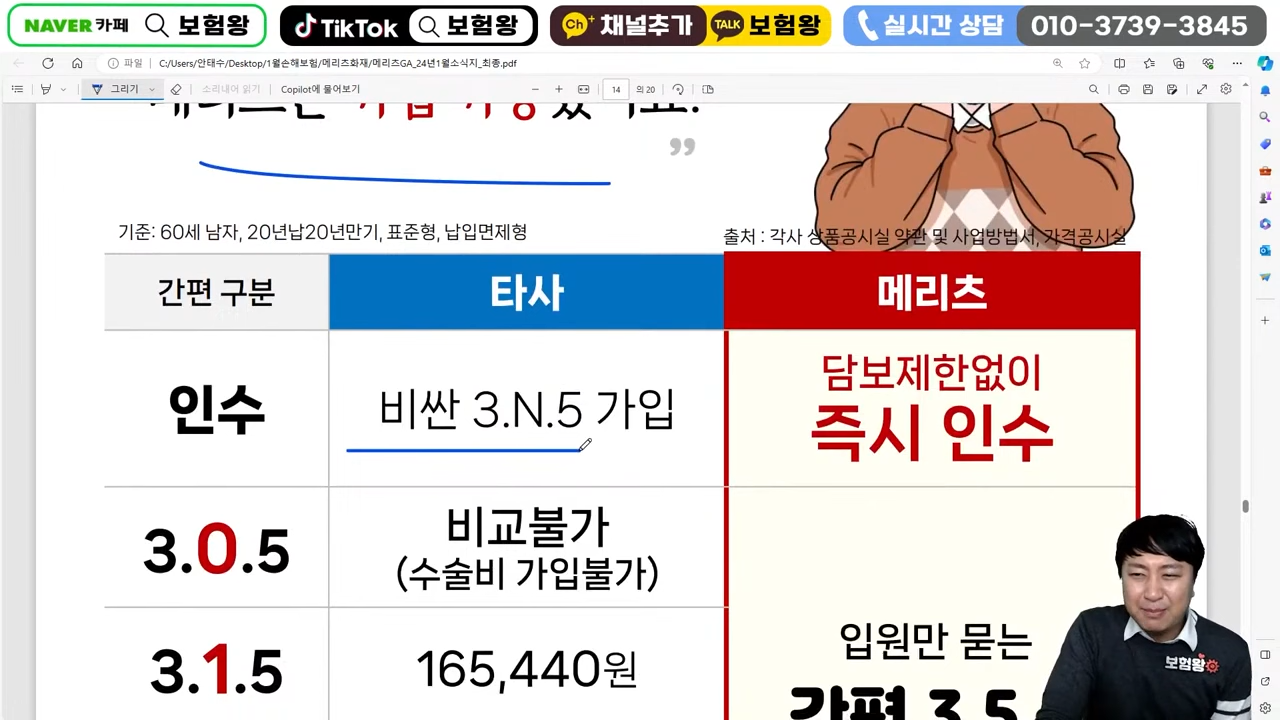 NAVER 카페 보험왕
TikTok 보험왕
Ch+ 채널추가 TALK 보험왕
실시간 상담 010-3739-3845
파일 C:/Users/안태수/Desktop/1월손해보험/메리츠화재/메리츠GA_24년1월소식지_최종.pdf
그리기 소리내어 읽기 Copilot에 물어보기 14 의 20
”
기준: 60세 남자, 20년납20년만기, 표준형, 납입면제형
출처 : 각사 상품공시실 약관 및 사업방법서, 가격공시실
간편 구분 타사 메리츠
인수 비싼 3.N.5 가입 담보제한없이
즉시 인수
3.0.5 비교불가
(수술비 가입불가)
3.1.5 165,440원
입원만 묻는
간편 3.5
보험왕